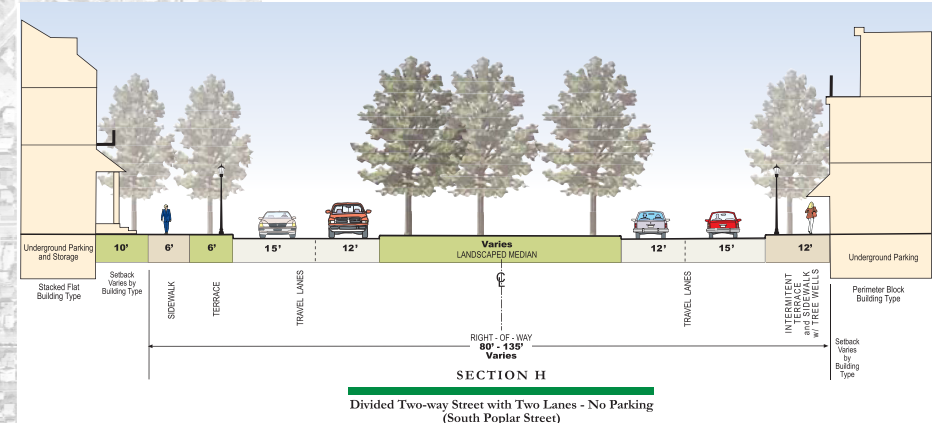 Underground Parking
and Storage
10'
6'
6'
15'
12'
Varies
LANDSCAPED MEDIAN
12'
15'
12'
Underground Parking
Stacked Flat
Building Type
Setback
Varies by
Building Type
SIDEWALK
TERRACE
TRAVEL LANES
CL
TRAVEL LANES
INTERMITENT
TERRACE
and SIDEWALK
w/ TREE WELLS
Perimeter Block
Building Type
RIGHT - OF - WAY
80' - 135'
Varies
Setback
Varies
by
Building
Type
SECTION H
Divided Two-way Street with Two Lanes - No Parking
(South Poplar Street)